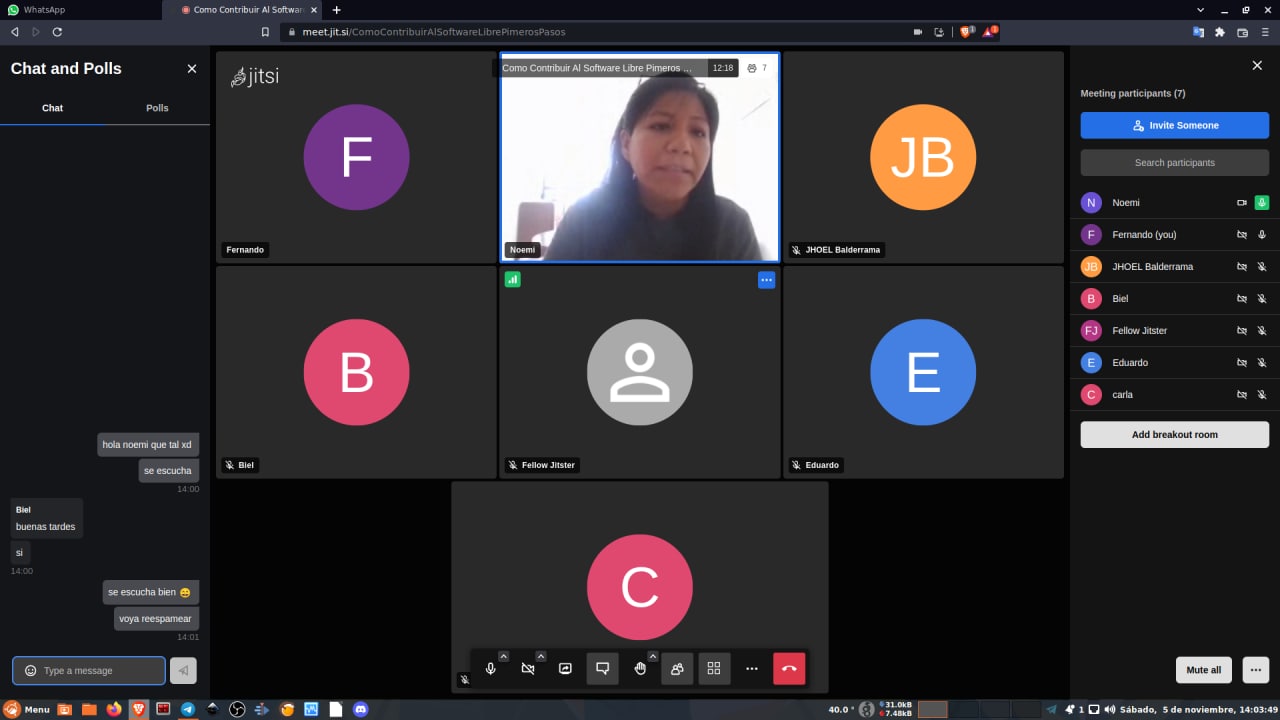 WhatsApp
Como Contribuir Al Softwar
meet.jit.si/ComoContribuirAlSoftwareLibrePimerosPasos
1
1
Chat and Polls
Chat
Polls
hola noemi que tal xd
se escucha
14:00
Biel
buenas tardes
si
14:00
se escucha bien 😄
voya reespamear
14:01
Type a message
jitsi
F
Fernando
Como Contribuir Al Software Libre Pimeros ...
12:18
7
Noemi
JB
JHOEL Balderrama
B
Biel
Fellow Jitster
E
Eduardo
C
Meeting participants (7)
Invite Someone
Search participants
N
Noemi
F
Fernando (you)
JB
JHOEL Balderrama
B
Biel
FJ
Fellow Jitster
E
Eduardo
C
carla
Add breakout room
Mute all
Menu
40.0 °
31.0kB
7.48kB
1
Sábado, 5 de noviembre, 14:03:49